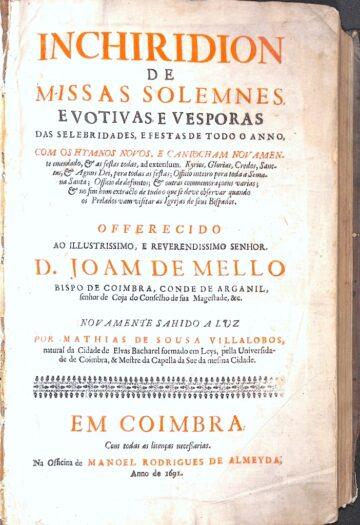 INCHIRIDION
DE
MISSAS SOLEMNES,
E VOTIVAS E VESPORAS
DAS SELEBRIDADES, E FESTAS DE TODO O ANNO,
COM OS HYMNOS NOVOS, E CANTOCHAM NOVAMEN-
te emendado, & as festas todas, ad extensum. Kyrius, Glorias, Credos, Sanc-
tus, & Agnus Dei, pera todas as festas; Officio inteiro pera toda a Sema-
na Santa; Officio de defuntos; & outras commemorações varias;
& no fim hum extracto de tudo o que se deve observar quando
os Prelados vam visitar as Igrejas de seus Bispados.
OFFERECIDO
AO ILLUSTRISSIMO, E REVERENDISSIMO SENHOR.
D. JOAM DE MELLO
BISPO DE COIMBRA, CONDE DE ARGANIL,
senhor de Coja do Conselho de sua Magestade, &c.
NOVAMENTE SAHIDO A LUZ
POR MATHIAS DE SOUSA VILLALOBOS,
natural da Cidade de Elvas Bacharel formado em Leys, pella Universida-
de de Coimbra, & Mestre da Capella da See da mesma Cidade.
EM COIMBRA.
Com todas as licenças necessarias.
Na Officina de MANOEL RODRIGUES DE ALMEYDA,
Anno de 1691.